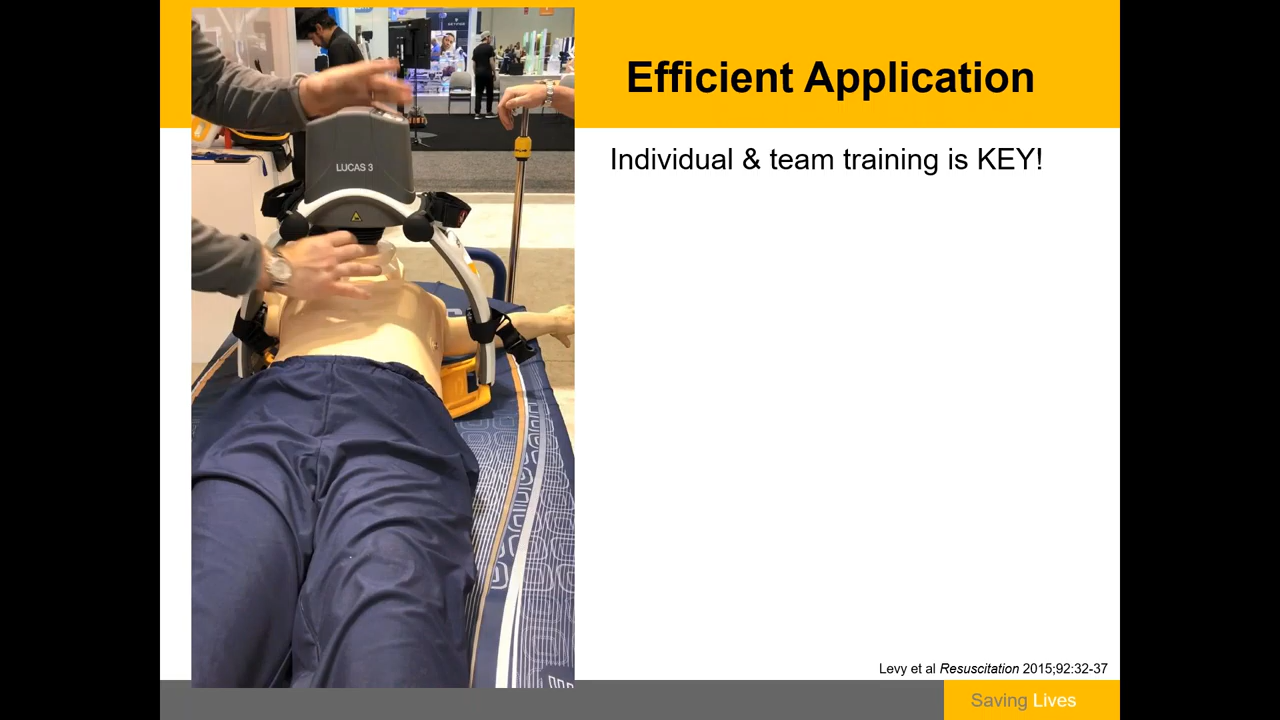 Efficient Application
Individual & team training is KEY!
GETINGE
LUCAS 3
Levy et al Resuscitation 2015;92:32-37
Saving Lives